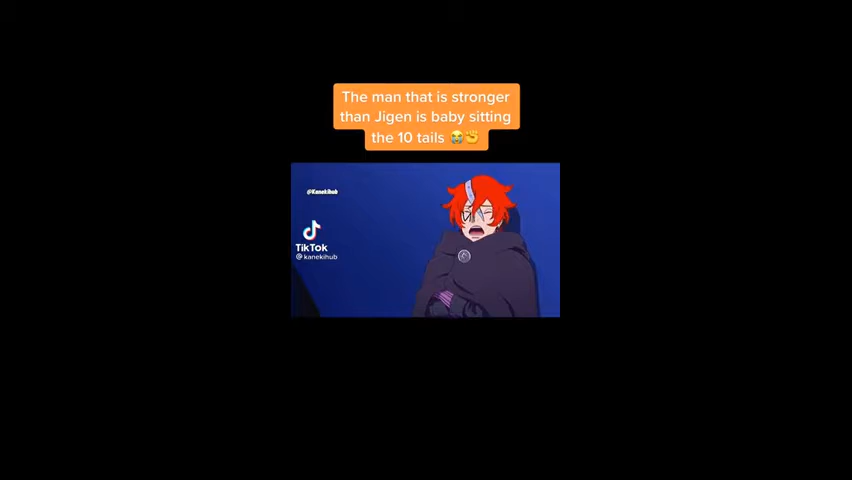 The man that is stronger
than Jigen is baby sitting
the 10 tails 😭✊
@Kanekihub
TikTok
@kanekihub